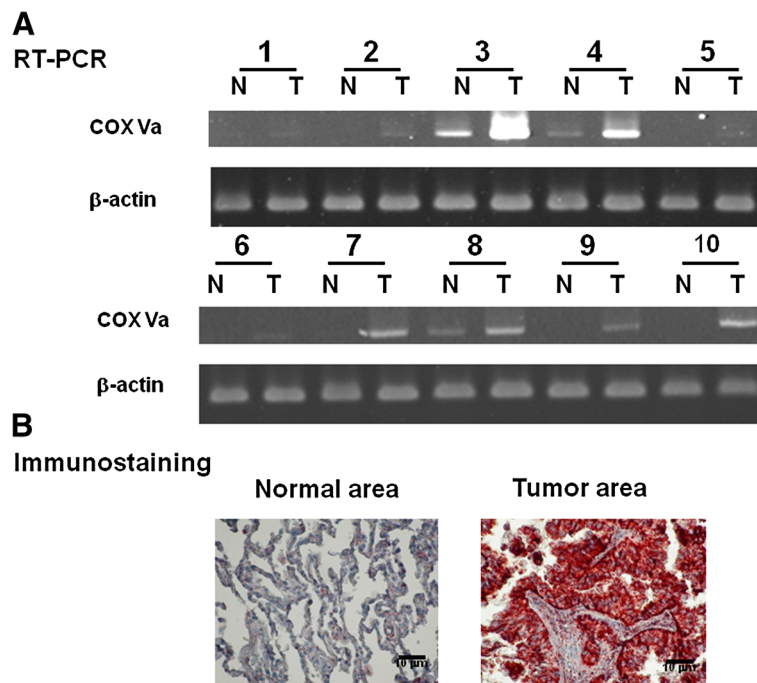 A
RT-PCR
1 2 3 4 5
N T N T N T N T N T
COX Va
β-actin
6 7 8 9 10
N T N T N T N T N T
COX Va
β-actin
B
Immunostaining
Normal area Tumor area
10 µm 10 µm